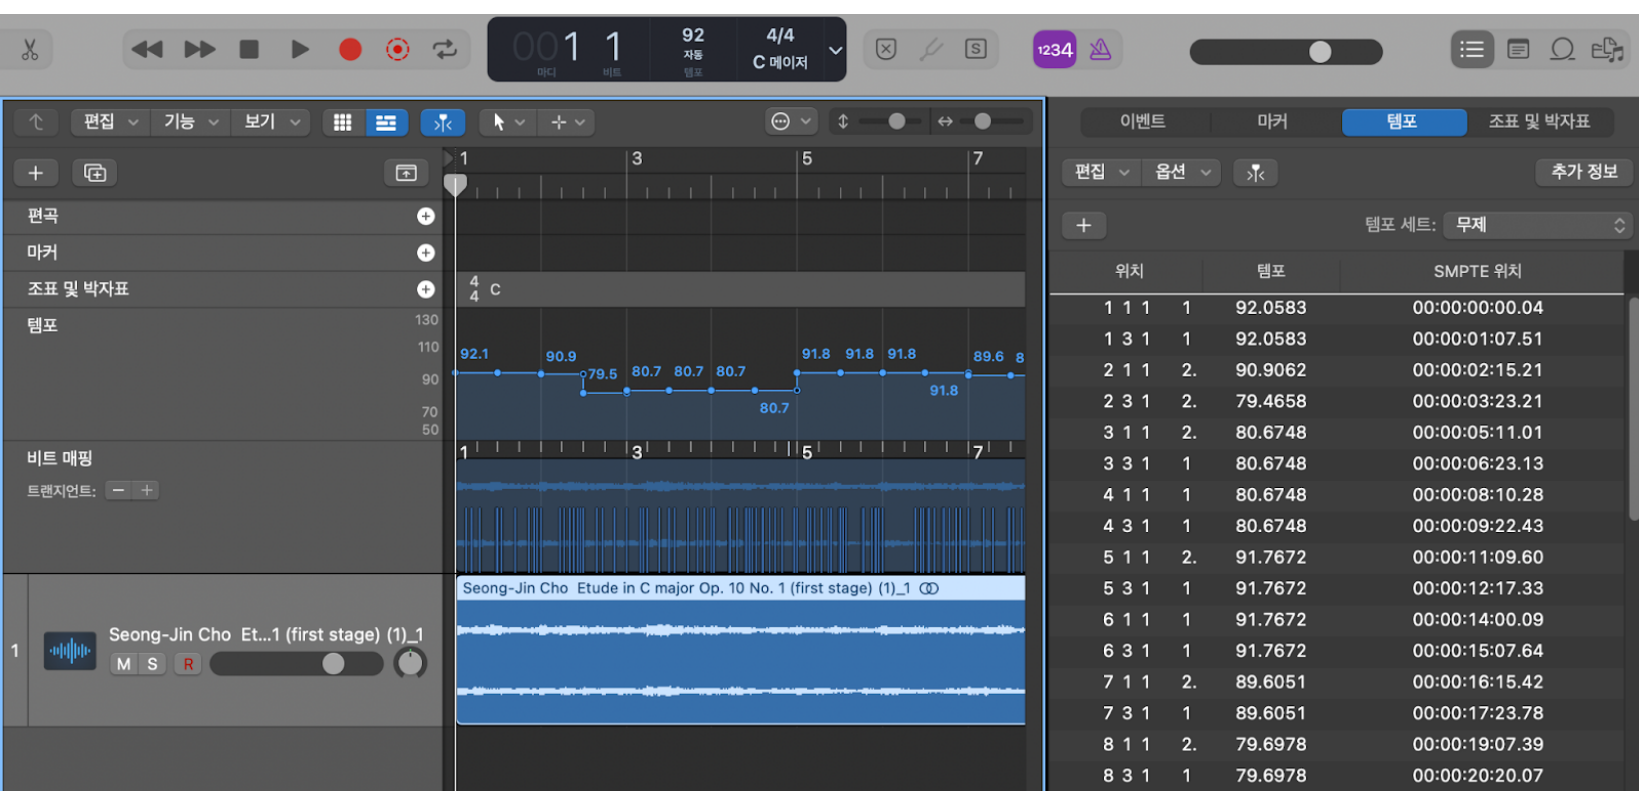 001 1 92 4/4
자동 C 메이저
마디 비트 템포
S
1234
편집 기능 보기
1 3 5 7
편곡
마커
조표 및 박자표
4
4 C
템포
130
110
90
70
50
92.1 90.9 79.5 80.7 80.7 80.7 80.7 91.8 91.8 91.8 91.8 89.6 8
비트 매핑
1 3 5 7
트랜지언트: − +
Seong-Jin Cho Etude in C major Op. 10 No. 1 (first stage) (1)_1
1
Seong-Jin Cho Et...1 (first stage) (1)_1
M S R
이벤트 마커 템포 조표 및 박자표
편집 옵션 추가 정보
템포 세트: 무제
위치 템포 SMPTE 위치
1 1 1 1 92.0583 00:00:00:00.04
1 3 1 1 92.0583 00:00:01:07.51
2 1 1 2. 90.9062 00:00:02:15.21
2 3 1 2. 79.4658 00:00:03:23.21
3 1 1 2. 80.6748 00:00:05:11.01
3 3 1 1 80.6748 00:00:06:23.13
4 1 1 1 80.6748 00:00:08:10.28
4 3 1 1 80.6748 00:00:09:22.43
5 1 1 2. 91.7672 00:00:11:09.60
5 3 1 1 91.7672 00:00:12:17.33
6 1 1 1 91.7672 00:00:14:00.09
6 3 1 1 91.7672 00:00:15:07.64
7 1 1 2. 89.6051 00:00:16:15.42
7 3 1 1 89.6051 00:00:17:23.78
8 1 1 2. 79.6978 00:00:19:07.39
8 3 1 1 79.6978 00:00:20:20.07